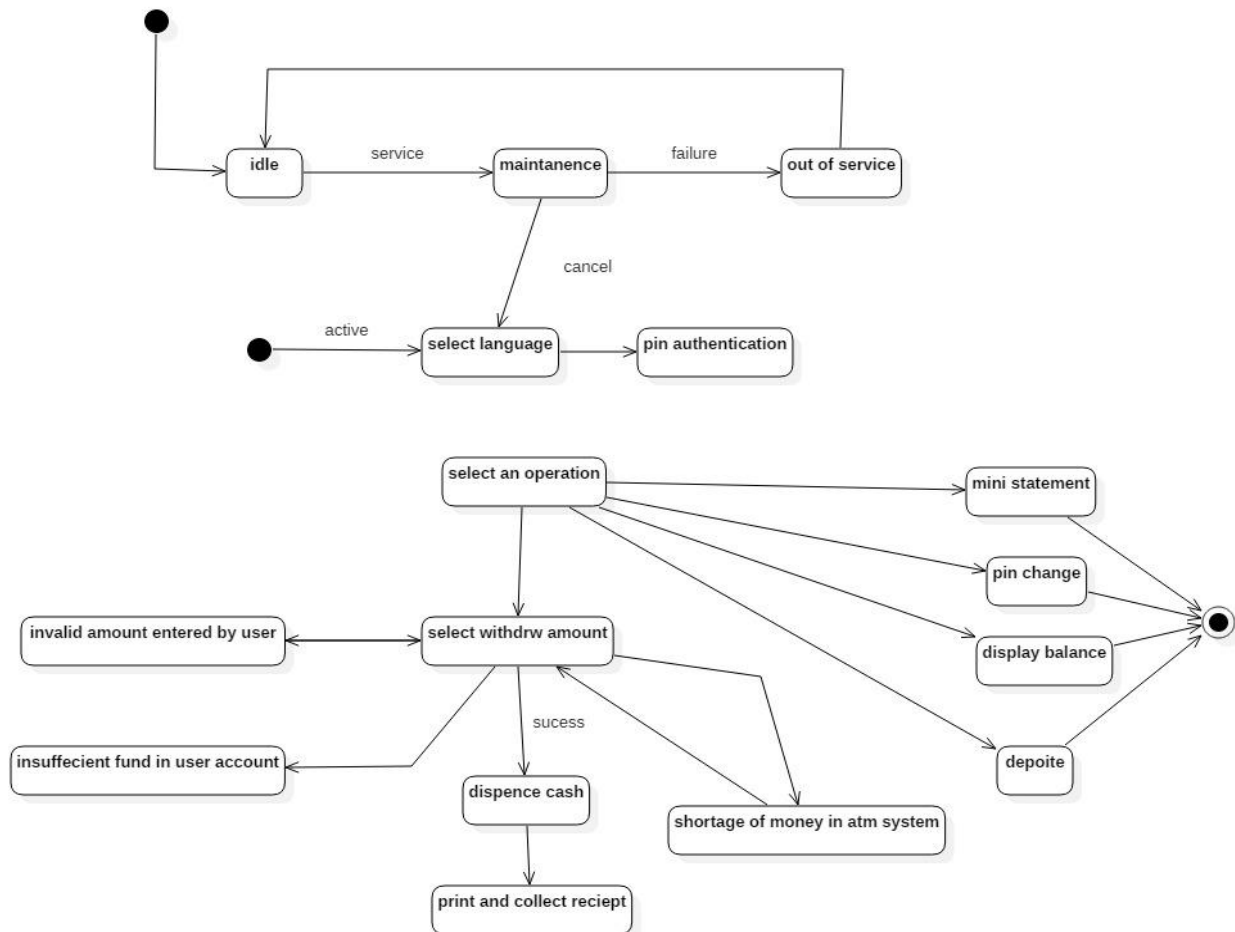 idle
service
maintanence
failure
out of service
cancel
active
select language
pin authentication
select an operation
mini statement
pin change
invalid amount entered by user
select withdrw amount
display balance
sucess
insuffecient fund in user account
depoite
dispence cash
shortage of money in atm system
print and collect reciept